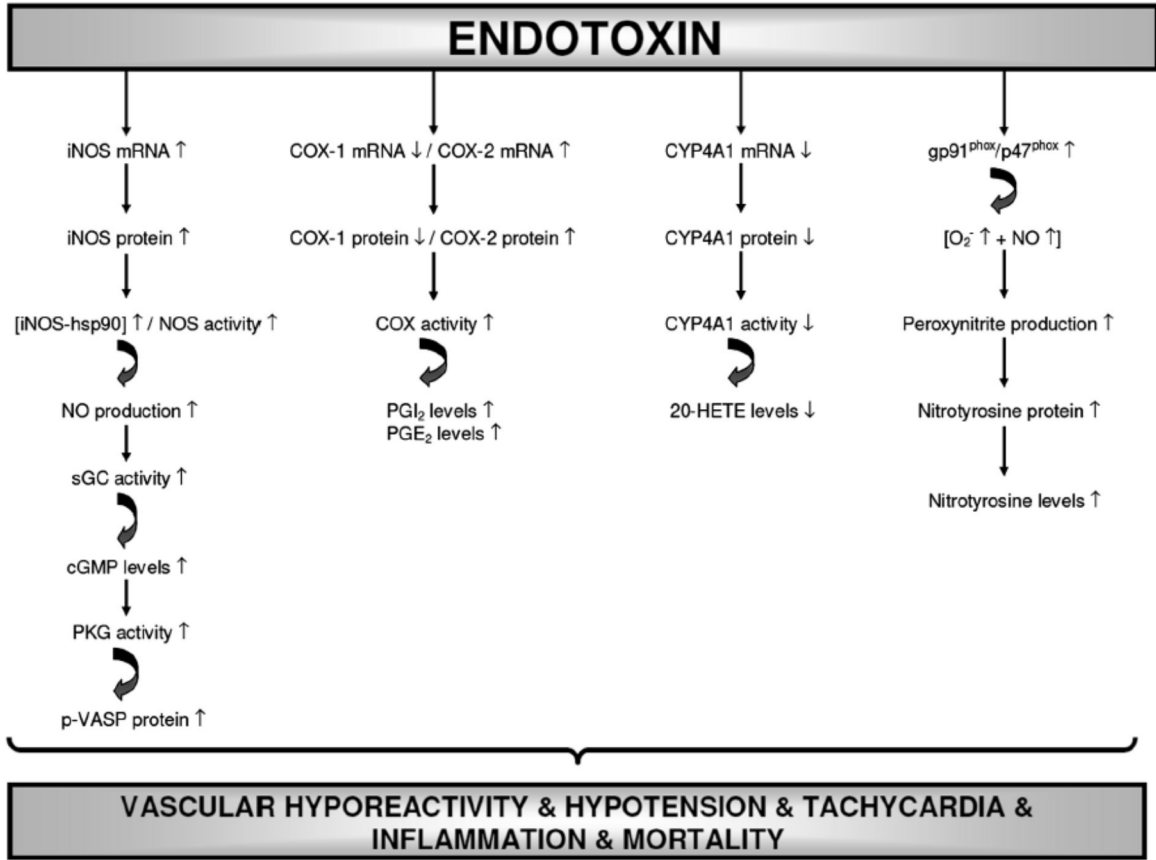 ENDOTOXIN
iNOS mRNA ↑
COX-1 mRNA ↓ / COX-2 mRNA ↑
CYP4A1 mRNA ↓
gp91phox/p47phox ↑
iNOS protein ↑
COX-1 protein ↓ / COX-2 protein ↑
CYP4A1 protein ↓
[O2- ↑ + NO ↑]
[iNOS-hsp90] ↑ / NOS activity ↑
COX activity ↑
CYP4A1 activity ↓
Peroxynitrite production ↑
NO production ↑
PGI2 levels ↑
PGE2 levels ↑
20-HETE levels ↓
Nitrotyrosine protein ↑
sGC activity ↑
Nitrotyrosine levels ↑
cGMP levels ↑
PKG activity ↑
p-VASP protein ↑
VASCULAR HYPOREACTIVITY & HYPOTENSION & TACHYCARDIA &
INFLAMMATION & MORTALITY